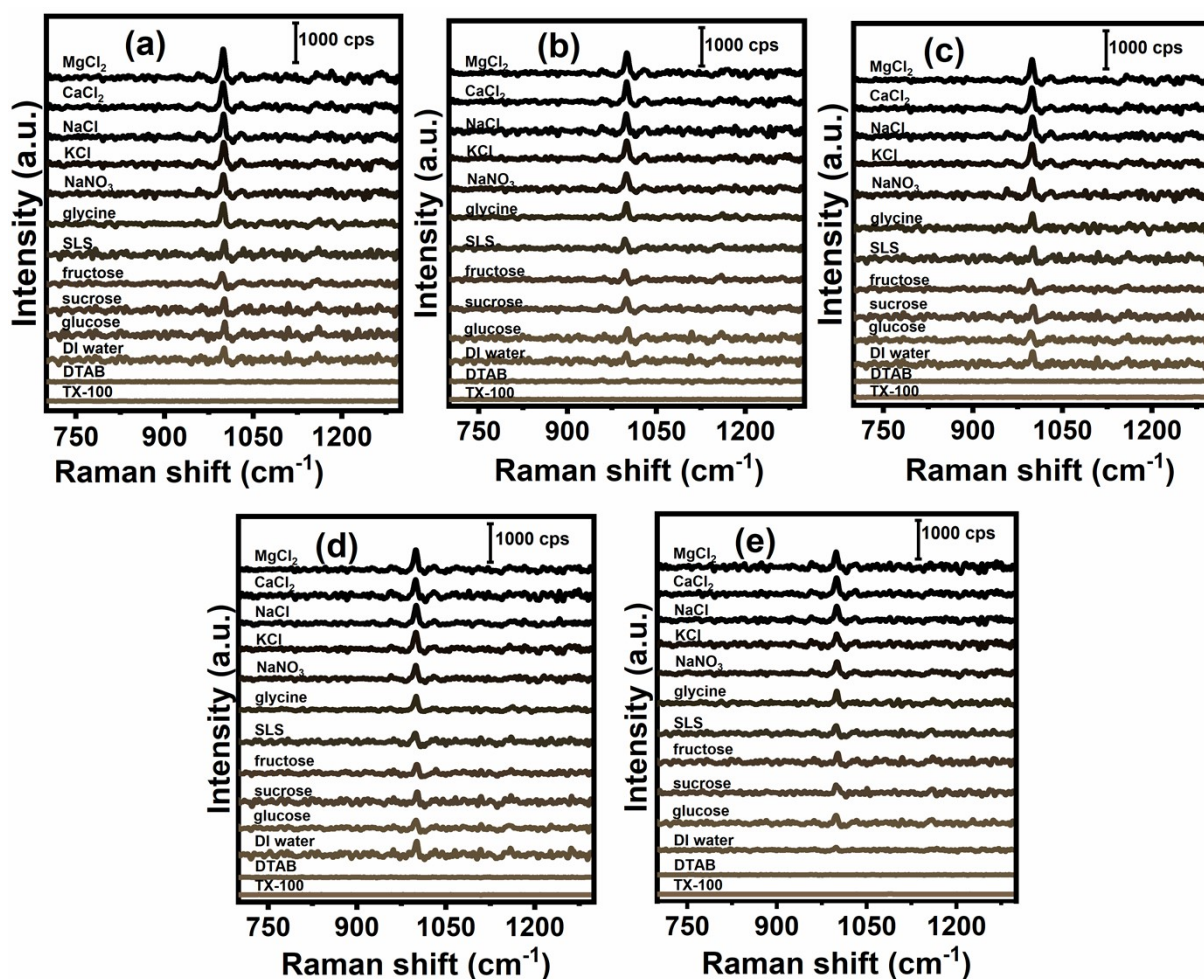 (a)
1000 cps
MgCl₂
CaCl₂
NaCl
KCl
NaNO₃
glycine
SLS
fructose
sucrose
glucose
DI water
DTAB
TX-100
Intensity (a.u.)
750 900 1050 1200
Raman shift (cm⁻¹)
(b)
1000 cps
MgCl₂
CaCl₂
NaCl
KCl
NaNO₃
glycine
SLS
fructose
sucrose
glucose
DI water
DTAB
TX-100
Intensity (a.u.)
750 900 1050 1200
Raman shift (cm⁻¹)
(c)
1000 cps
MgCl₂
CaCl₂
NaCl
KCl
NaNO₃
glycine
SLS
fructose
sucrose
glucose
DI water
DTAB
TX-100
Intensity (a.u.)
750 900 1050 1200
Raman shift (cm⁻¹)
(d)
1000 cps
MgCl₂
CaCl₂
NaCl
KCl
NaNO₃
glycine
SLS
fructose
sucrose
glucose
DI water
DTAB
TX-100
Intensity (a.u.)
750 900 1050 1200
Raman shift (cm⁻¹)
(e)
1000 cps
MgCl₂
CaCl₂
NaCl
KCl
NaNO₃
glycine
SLS
fructose
sucrose
glucose
DI water
DTAB
TX-100
Intensity (a.u.)
750 900 1050 1200
Raman shift (cm⁻¹)